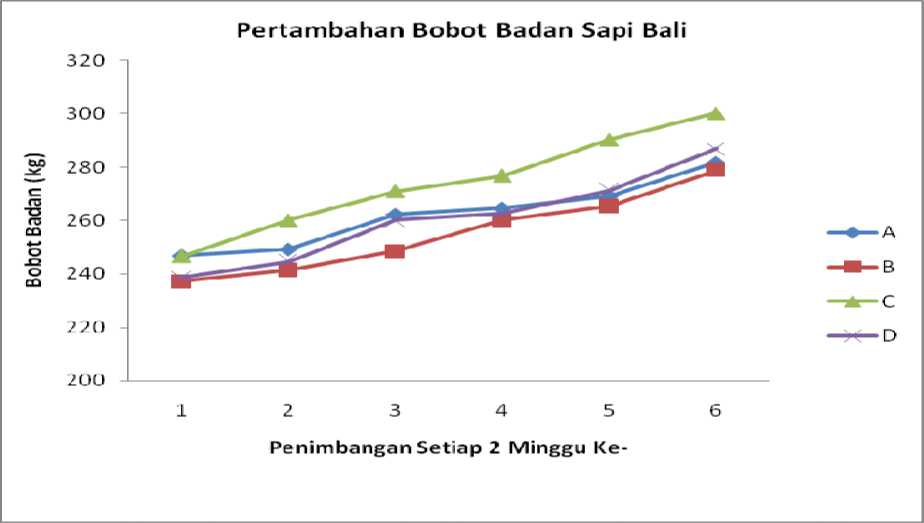 Pertambahan Bobot Badan Sapi Bali
Bobot Badan (kg)
320
300
280
260
240
220
200
1 2 3 4 5 6
Penimbangan Setiap 2 Minggu Ke-
A
B
C
D